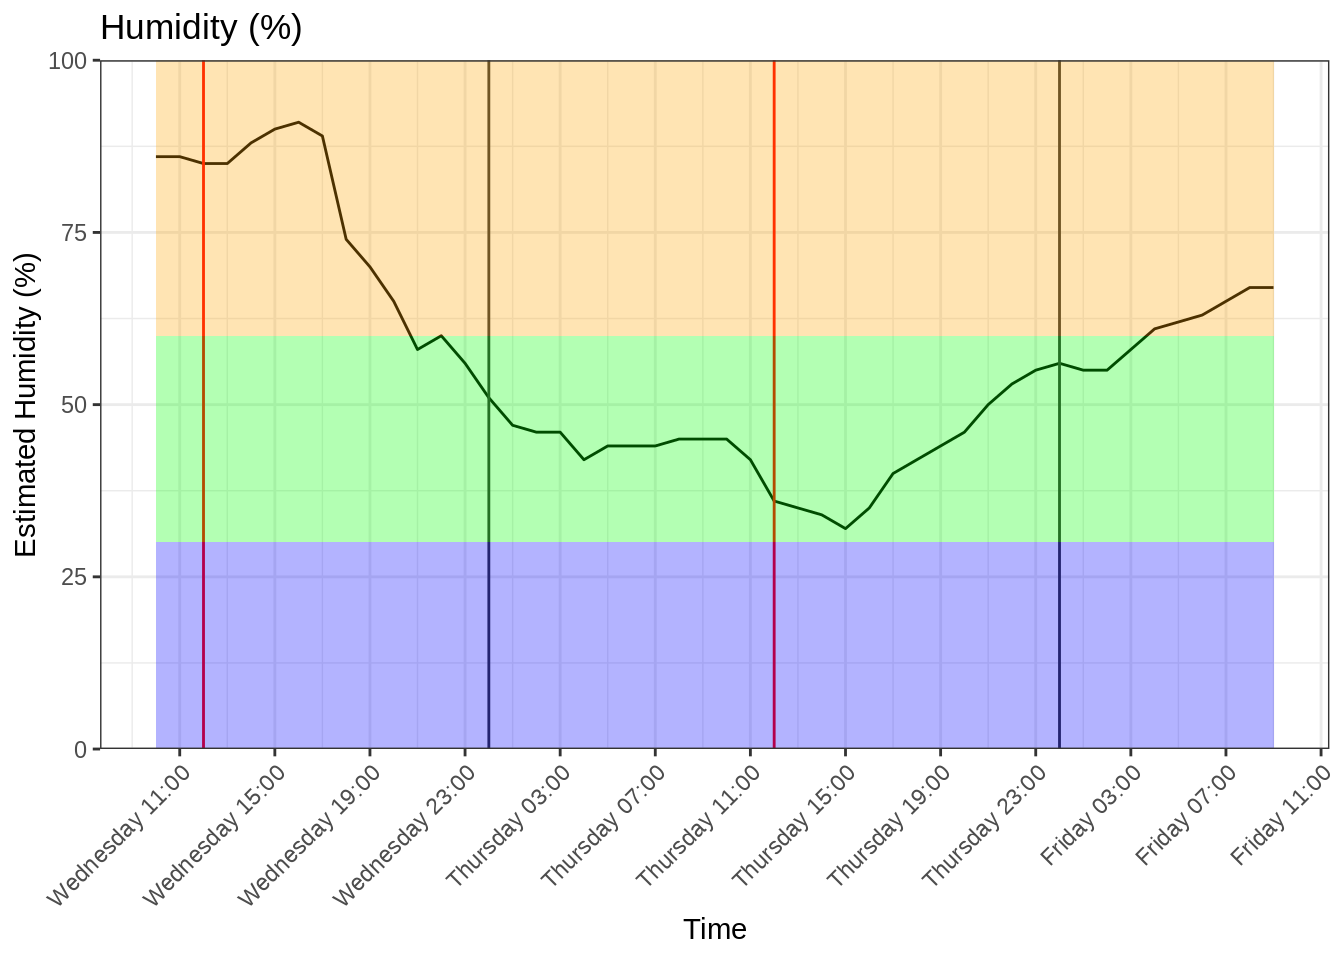 Humidity (%)
100
75
50
25
0
Estimated Humidity (%)
Wednesday 11:00
Wednesday 15:00
Wednesday 19:00
Wednesday 23:00
Thursday 03:00
Thursday 07:00
Thursday 11:00
Thursday 15:00
Thursday 19:00
Thursday 23:00
Friday 03:00
Friday 07:00
Friday 11:00
Time